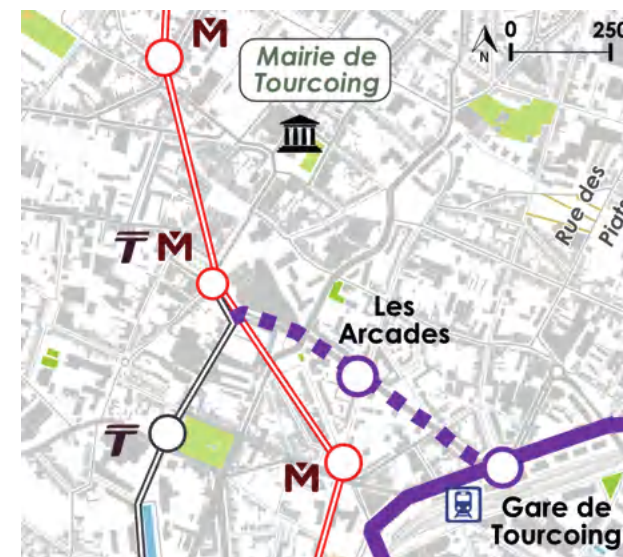 M
Mairie de
Tourcoing
0 250
N
Rue des
T M
Les
Arcades
T
M
Gare de
Tourcoing